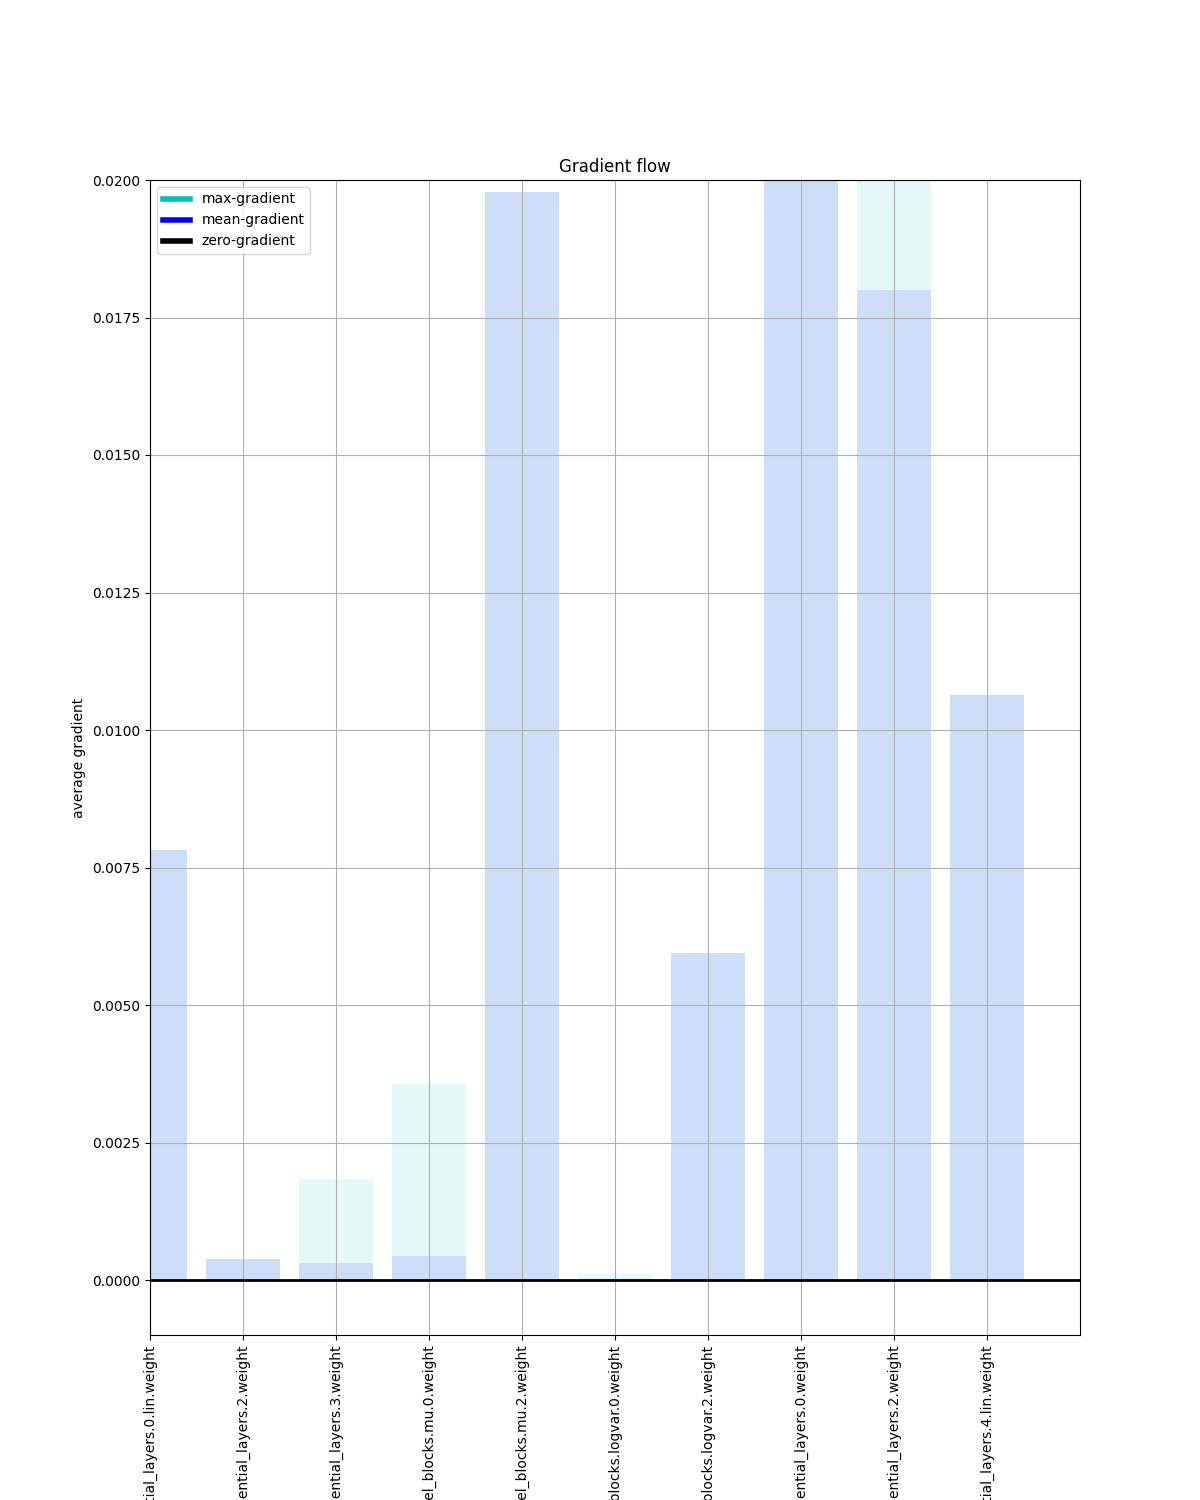 Gradient flow
max-gradient
mean-gradient
zero-gradient
0.0200
0.0175
0.0150
0.0125
0.0100
0.0075
0.0050
0.0025
0.0000
average gradient
tial_layers.0.lin.weight
ential_layers.2.weight
ential_layers.3.weight
el_blocks.mu.0.weight
el_blocks.mu.2.weight
blocks.logvar.0.weight
blocks.logvar.2.weight
ential_layers.0.weight
ential_layers.2.weight
tial_layers.4.lin.weight